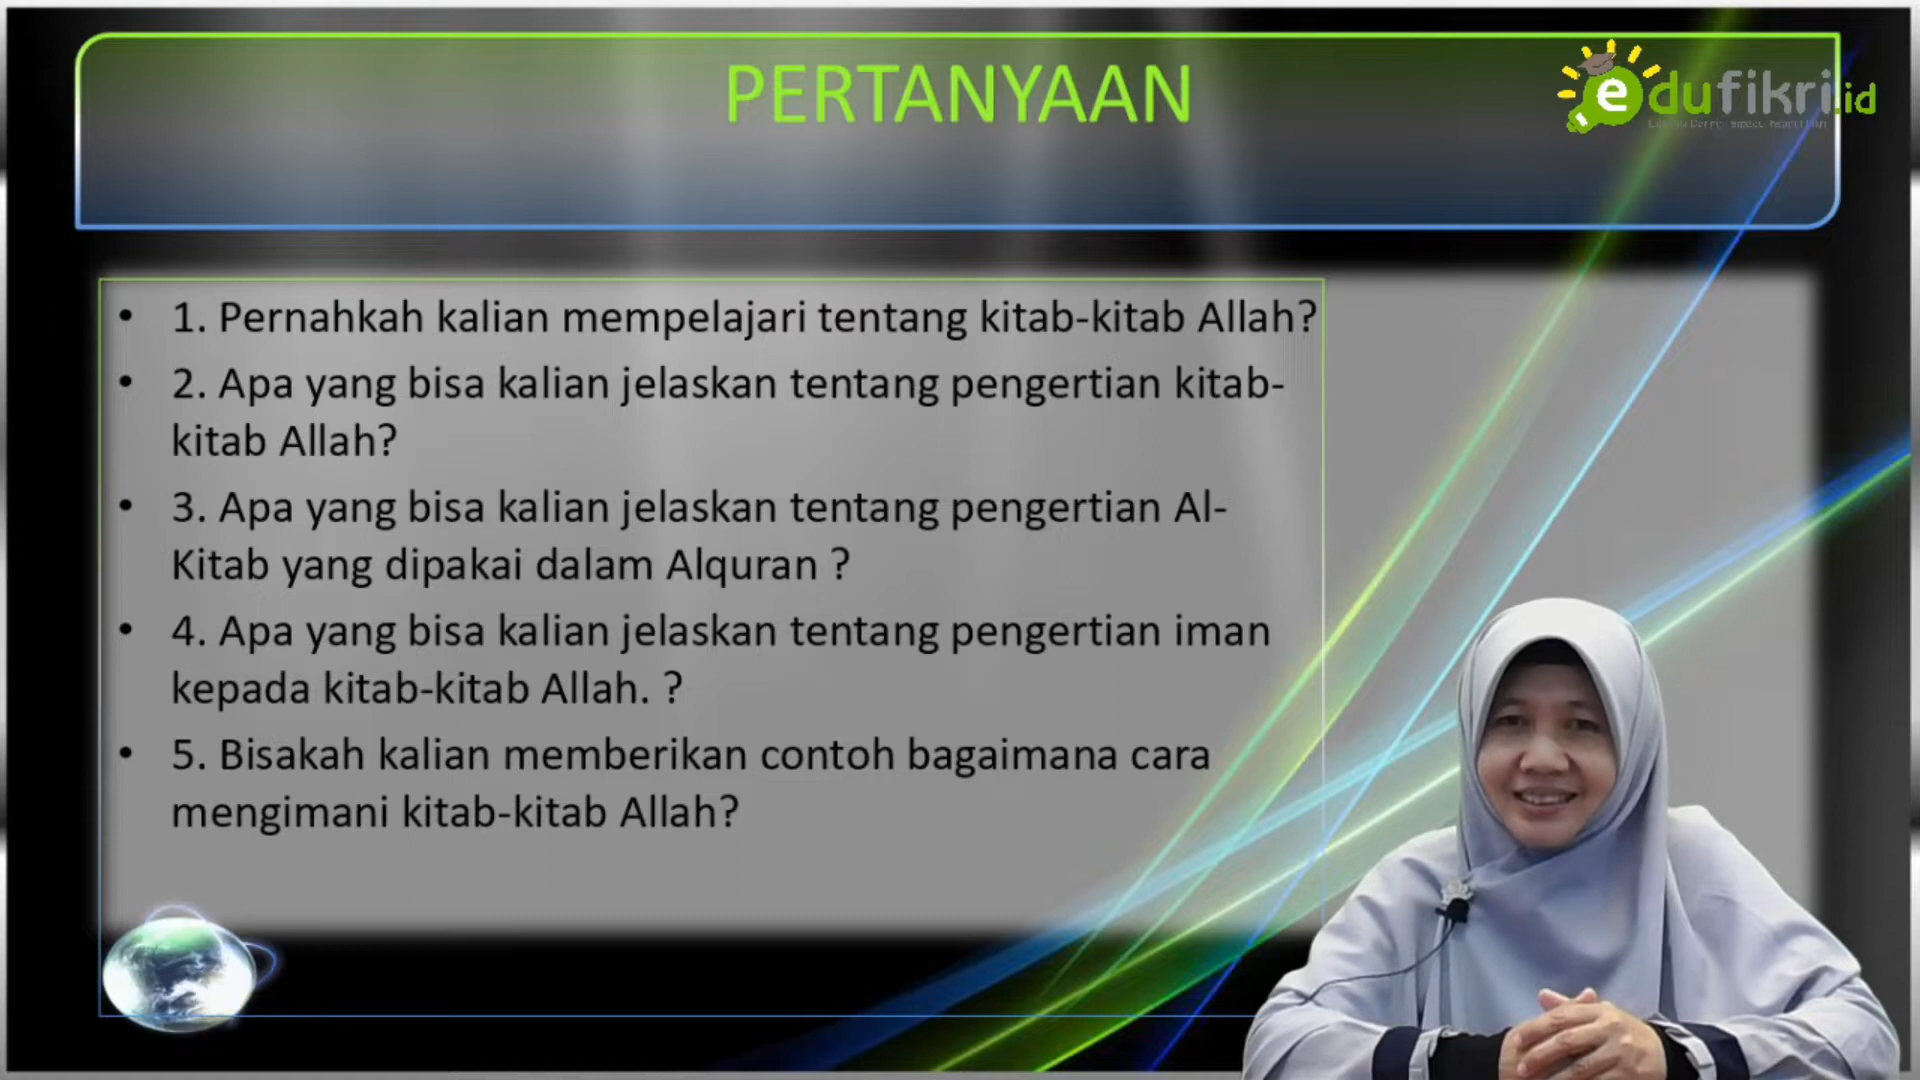 PERTANYAAN
edufikri.id
• 1. Pernahkah kalian mempelajari tentang kitab-kitab Allah?
• 2. Apa yang bisa kalian jelaskan tentang pengertian kitab-
kitab Allah?
• 3. Apa yang bisa kalian jelaskan tentang pengertian Al-
Kitab yang dipakai dalam Alquran ?
• 4. Apa yang bisa kalian jelaskan tentang pengertian iman
kepada kitab-kitab Allah. ?
• 5. Bisakah kalian memberikan contoh bagaimana cara
mengimani kitab-kitab Allah?